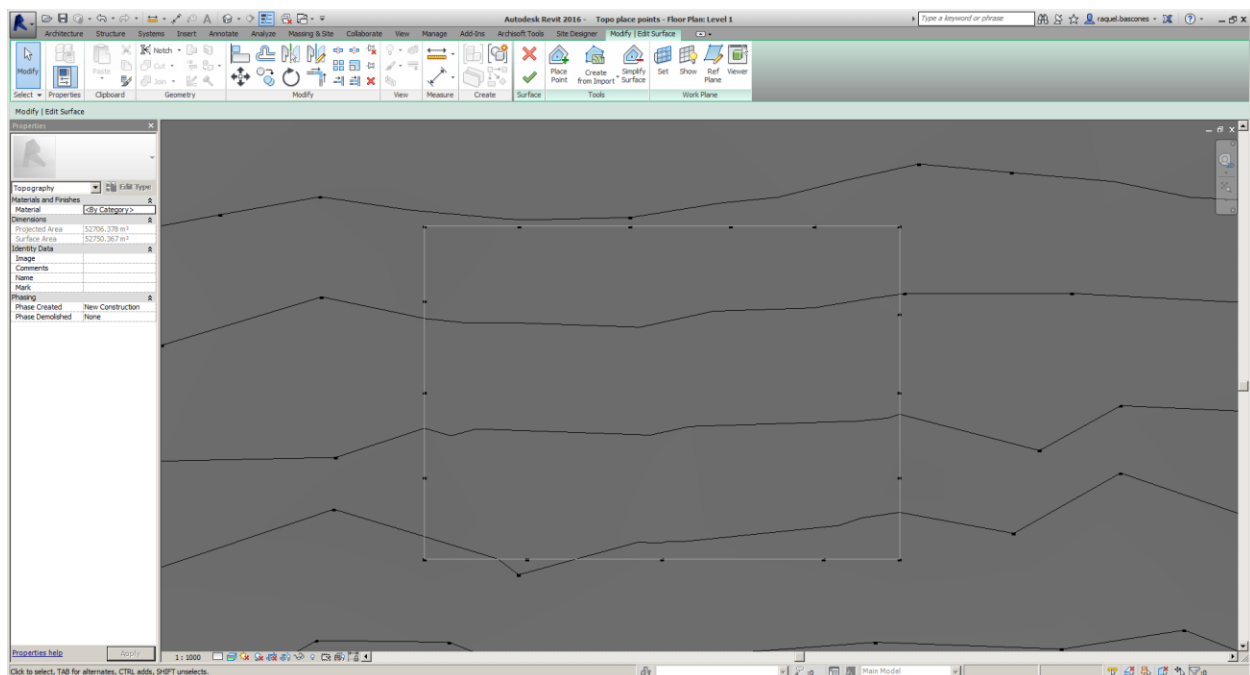 Autodesk Revit 2016 - Topo place points - Floor Plan: Level 1
Type a keyword or phrase
raquel.bascones
Architecture Structure Systems Insert Annotate Analyze Massing & Site Collaborate View Manage Add-Ins Archisoft Tools Site Designer Modify | Edit Surface
Modify
Paste
Notch
Cut
Join
Place Point
Create from Import
Simplify Surface
Set
Show
Ref Plane
Viewer
Select Properties Clipboard Geometry Modify View Measure Create Surface Tools Work Plane
Modify | Edit Surface
Properties
Topography Edit Type
Materials and Finishes
Material <By Category>
Dimensions
Projected Area 52706.378 m²
Surface Area 52750.367 m²
Identity Data
Image
Comments
Name
Mark
Phasing
Phase Created New Construction
Phase Demolished None
Properties help Apply
1 : 1000
Click to select, TAB for alternates, CTRL adds, SHIFT unselects.
:0
Main Model
:0